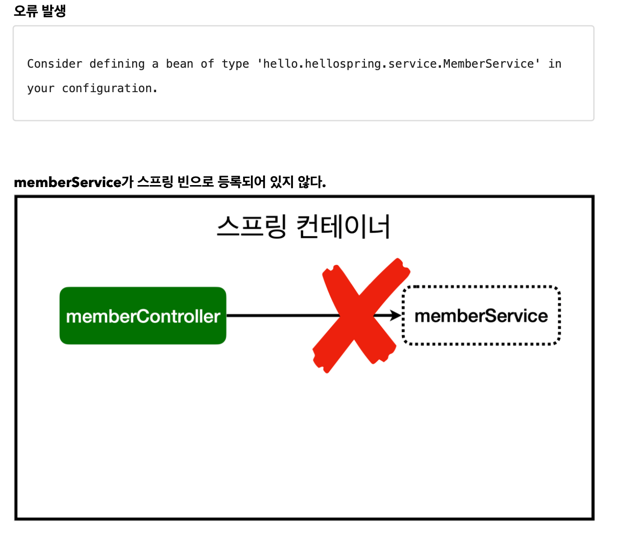 오류 발생
Consider defining a bean of type 'hello.hellospring.service.MemberService' in
your configuration.
memberService가 스프링 빈으로 등록되어 있지 않다.
스프링 컨테이너
memberController
memberService